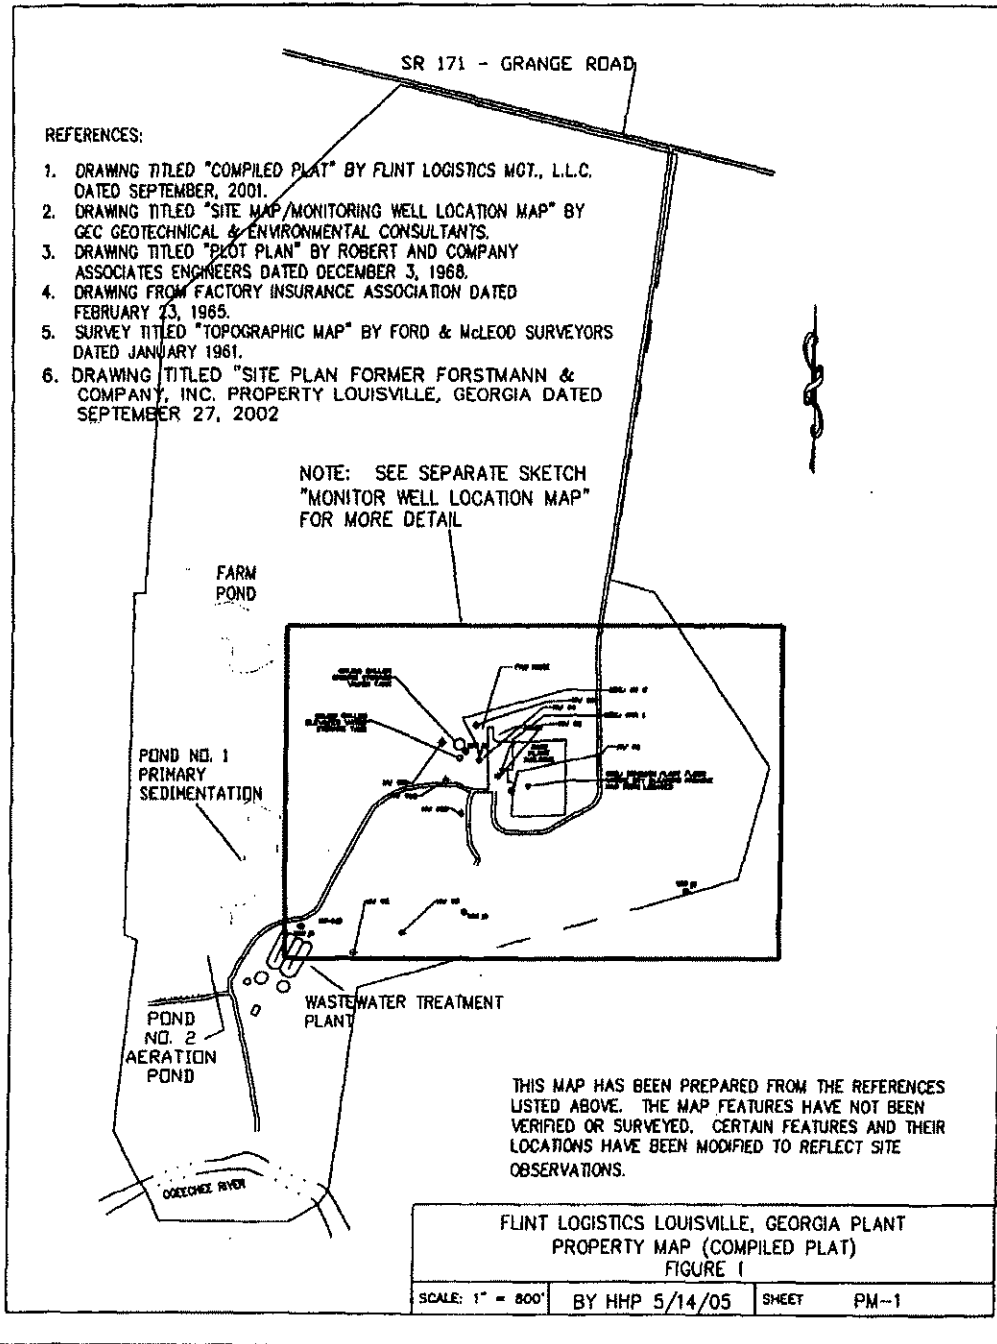 SR 171 - GRANGE ROAD
REFERENCES:
1. DRAWING TITLED "COMPILED PLAT" BY FLINT LOGISTICS MGT., L.L.C.
DATED SEPTEMBER, 2001.
2. DRAWING TITLED "SITE MAP/MONITORING WELL LOCATION MAP" BY
GEC GEOTECHNICAL & ENVIRONMENTAL CONSULTANTS.
3. DRAWING TITLED "PLOT PLAN" BY ROBERT AND COMPANY
ASSOCIATES ENGINEERS DATED DECEMBER 3, 1968.
4. DRAWING FROM FACTORY INSURANCE ASSOCIATION DATED
FEBRUARY 23, 1965.
5. SURVEY TITLED "TOPOGRAPHIC MAP" BY FORD & McLEOD SURVEYORS
DATED JANUARY 1961.
6. DRAWING TITLED "SITE PLAN FORMER FORSTMANN &
COMPANY, INC. PROPERTY LOUISVILLE, GEORGIA DATED
SEPTEMBER 27, 2002
NOTE: SEE SEPARATE SKETCH
"MONITOR WELL LOCATION MAP"
FOR MORE DETAIL
FARM
POND
POND NO. 1
PRIMARY
SEDIMENTATION
WASTEWATER TREATMENT
PLANT
POND
NO. 2
AERATION
POND
OGEECHEE RIVER
THIS MAP HAS BEEN PREPARED FROM THE REFERENCES
LISTED ABOVE. THE MAP FEATURES HAVE NOT BEEN
VERIFIED OR SURVEYED. CERTAIN FEATURES AND THEIR
LOCATIONS HAVE BEEN MODIFIED TO REFLECT SITE
OBSERVATIONS.
FLINT LOGISTICS LOUISVILLE, GEORGIA PLANT
PROPERTY MAP (COMPILED PLAT)
FIGURE 1
SCALE: 1" = 800'
BY HHP 5/14/05
SHEET PM-1